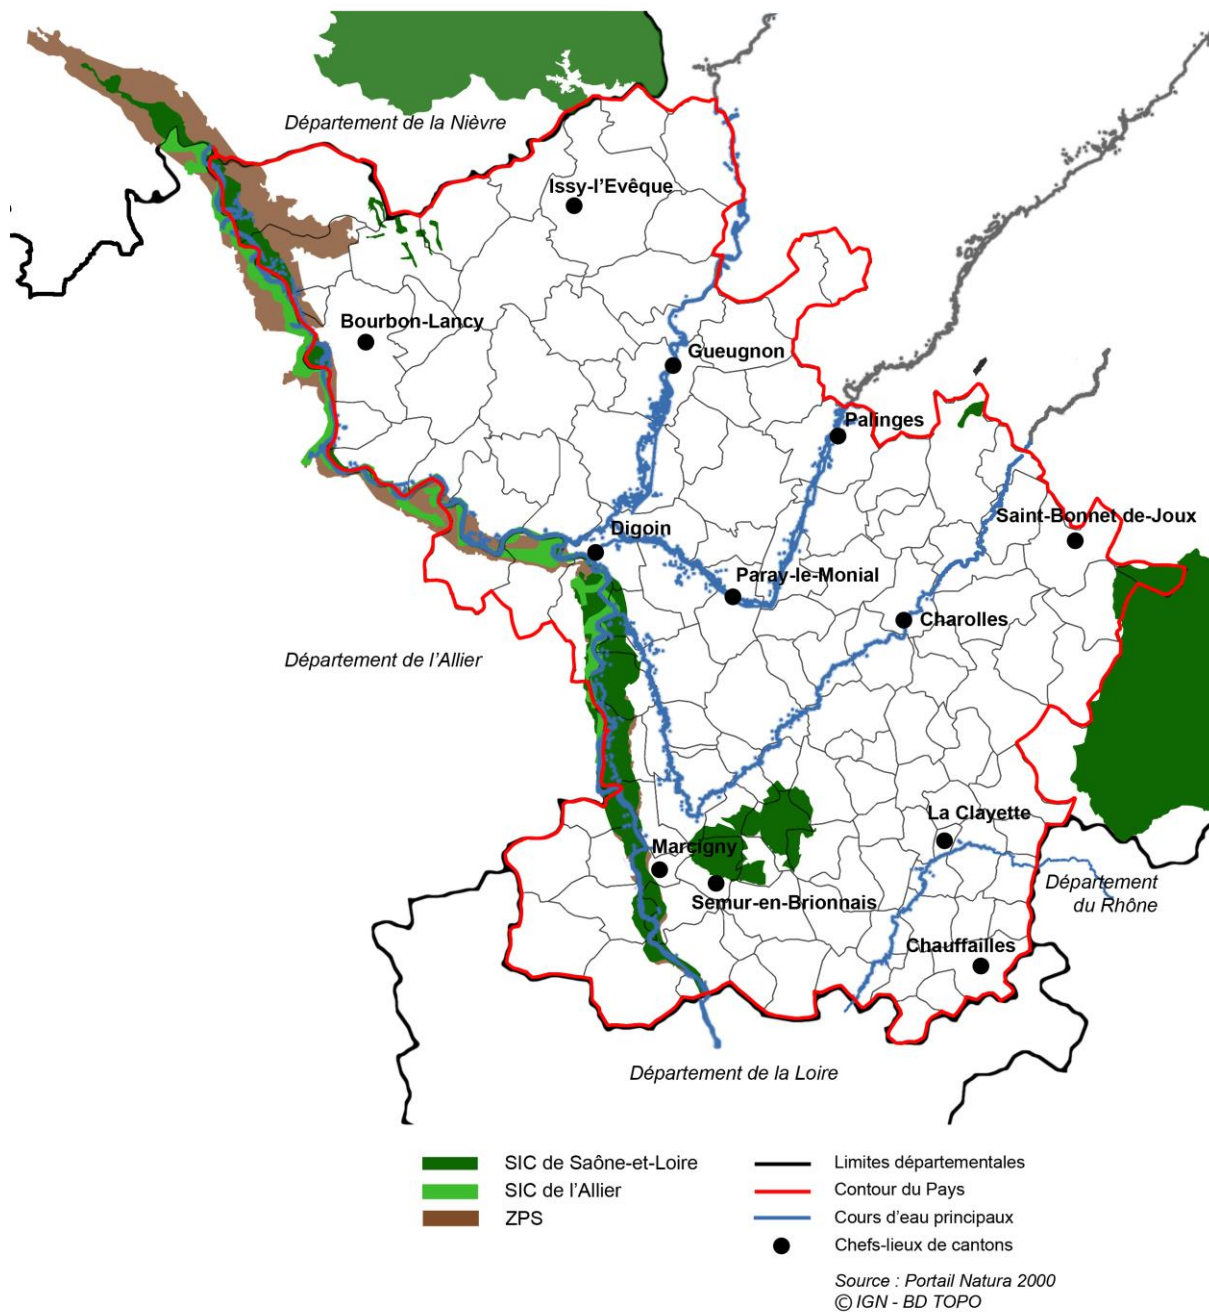 Département de la Nièvre
Issy-l'Evêque
Bourbon-Lancy
Gueugnon
Palinges
Saint-Bonnet de-Joux
Digoin
Paray-le-Monial
Charolles
Département de l'Allier
La Clayette
Marcigny
Département
du Rhône
Semur-en-Brionnais
Chauffailles
Département de la Loire
SIC de Saône-et-Loire
SIC de l'Allier
ZPS
Limites départementales
Contour du Pays
Cours d'eau principaux
Chefs-lieux de cantons
Source : Portail Natura 2000
© IGN - BD TOPO